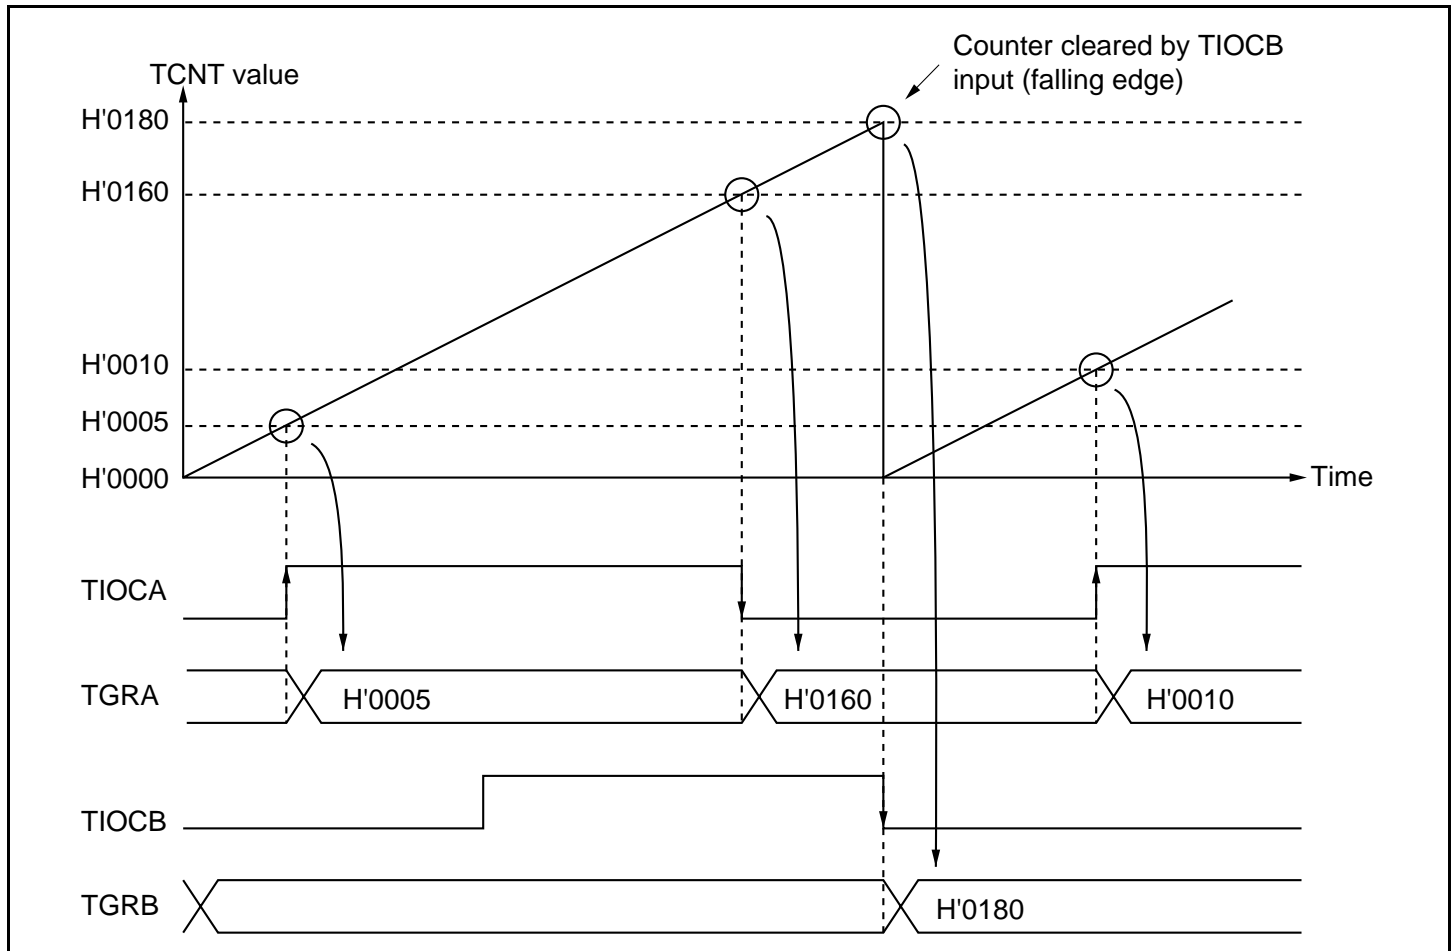 Counter cleared by TIOCB
input (falling edge)
TCNT value
H'0180
H'0160
H'0010
H'0005
H'0000
Time
TIOCA
TGRA
H'0005
H'0160
H'0010
TIOCB
TGRB
H'0180